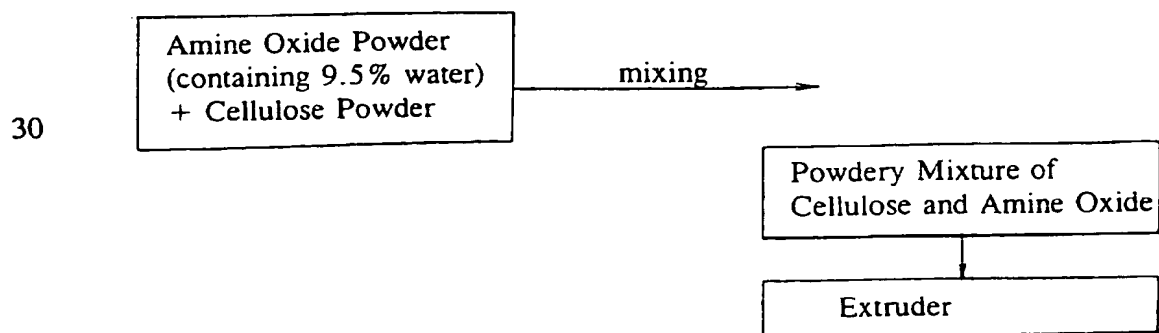 Amine Oxide Powder
(containing 9.5% water)
+ Cellulose Powder
mixing
30
Powdery Mixture of
Cellulose and Amine Oxide
Extruder